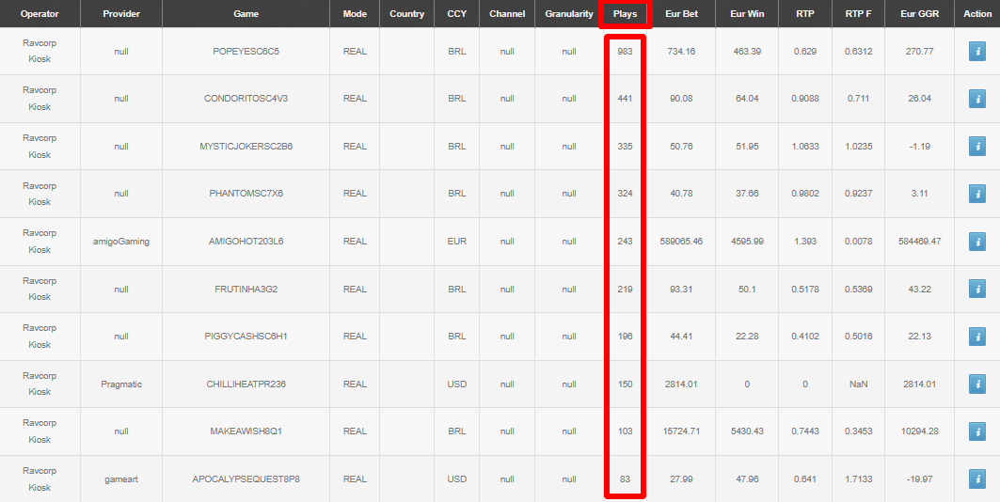 Operator Provider Game Mode Country CCY Channel Granularity Plays Eur Bet Eur Win RTP RTP F Eur GGR Action
Ravcorp Kiosk null POPEYESC6C5 REAL BRL null null 983 734.16 463.39 0.629 0.6312 270.77 i
Ravcorp Kiosk null CONDORITOSC4V3 REAL BRL null null 441 90.08 64.04 0.9088 0.711 26.04 i
Ravcorp Kiosk null MYSTICJOKERSC2B6 REAL BRL null null 335 50.76 51.95 1.0633 1.0235 -1.19 i
Ravcorp Kiosk null PHANTOMSC7X6 REAL BRL null null 324 40.78 37.66 0.9802 0.9237 3.11 i
Ravcorp Kiosk amigoGaming AMIGOHOT203L6 REAL EUR null null 243 589065.46 4595.99 1.393 0.0078 584469.47 i
Ravcorp Kiosk null FRUTINHA3G2 REAL BRL null null 219 93.31 50.1 0.5178 0.5369 43.22 i
Ravcorp Kiosk null PIGGYCASHSC6H1 REAL BRL null null 196 44.41 22.28 0.4102 0.5016 22.13 i
Ravcorp Kiosk Pragmatic CHILLIHEATPR236 REAL USD null null 150 2814.01 0 0 NaN 2814.01 i
Ravcorp Kiosk null MAKEAWISH8Q1 REAL BRL null null 103 15724.71 5430.43 0.7443 0.3453 10294.28 i
Ravcorp Kiosk gameart APOCALYPSEQUEST8P8 REAL USD null null 83 27.99 47.96 0.641 1.7133 -19.97 i